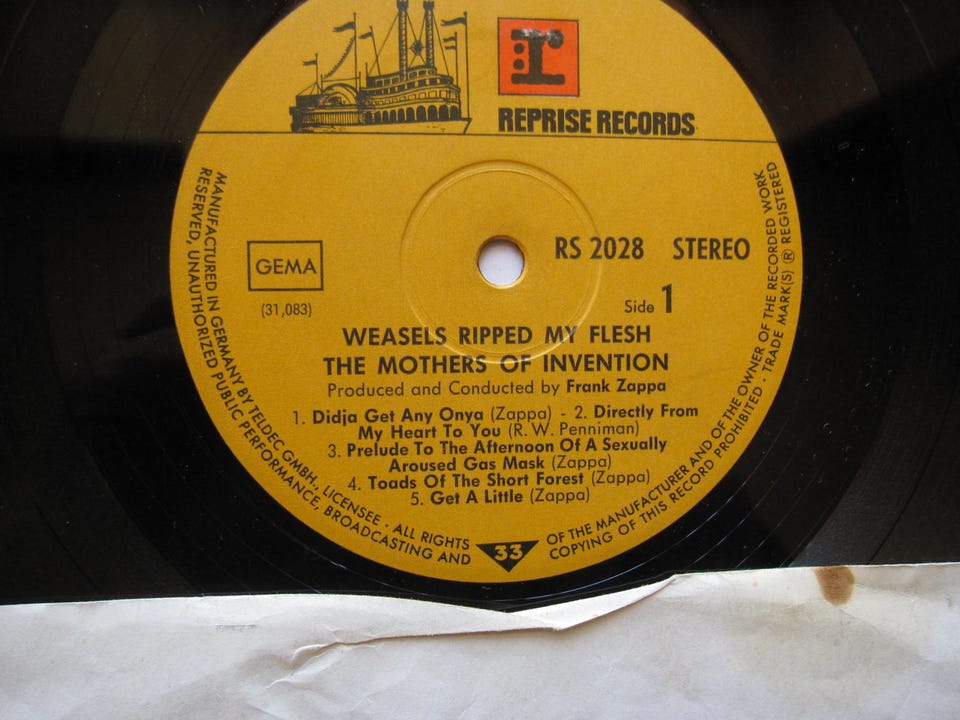 r
REPRISE RECORDS
GEMA
(31,083)
RS 2028 STEREO
Side 1
WEASELS RIPPED MY FLESH
THE MOTHERS OF INVENTION
Produced and Conducted by Frank Zappa
1. Didja Get Any Onya (Zappa) - 2. Directly From
My Heart To You (R. W. Penniman)
3. Prelude To The Afternoon Of A Sexually
Aroused Gas Mask (Zappa)
4. Toads Of The Short Forest (Zappa)
5. Get A Little (Zappa)
MANUFACTURED IN GERMANY BY TELDEC GMBH., LICENSEE · ALL RIGHTS
RESERVED, UNAUTHORIZED PUBLIC PERFORMANCE, BROADCASTING AND
33
OF THE MANUFACTURER AND OF THE OWNER OF THE RECORDED WORK
COPYING OF THIS RECORD PROHIBITED · TRADE MARK(S) ® REGISTERED